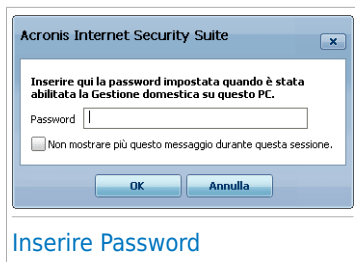 Acronis Internet Security Suite
Inserire qui la password impostata quando è stata
abilitata la Gestione domestica su questo PC.
Password
Non mostrare più questo messaggio durante questa sessione.
OK Annulla
Inserire Password